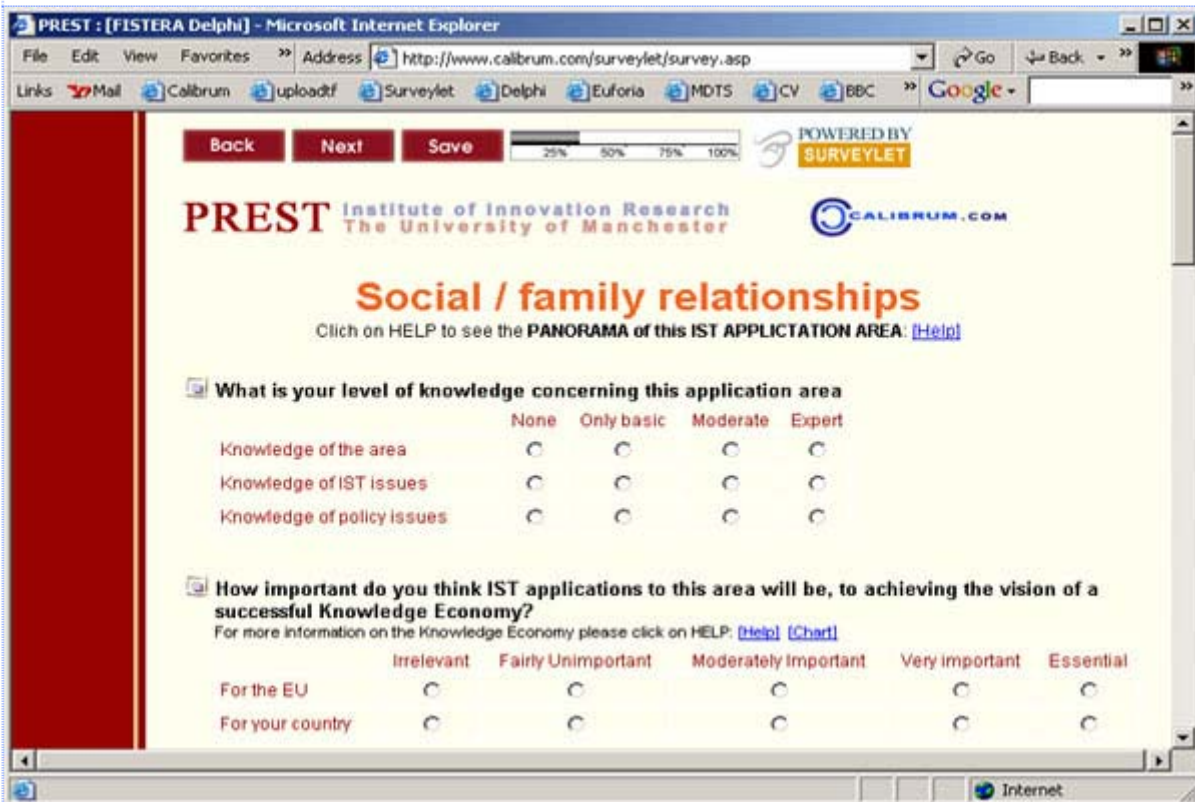 PREST : [FISTERA Delphi] - Microsoft Internet Explorer
File Edit View Favorites » Address http://www.calibrum.com/surveylet/survey.asp Go Back »
Links Mail Calibrum uploadtf Surveylet Delphi Euforia MDTS CV BBC » Google »
Back Next Save 25% 50% 75% 100% POWERED BY
SURVEYLET
PREST Institute of Innovation Research
The University of Manchester
CALIBRUM.COM
Social / family relationships
Clich on HELP to see the PANORAMA of this IST APPLICTATION AREA: [Help]
What is your level of knowledge concerning this application area
None Only basic Moderate Expert
Knowledge of the area
Knowledge of IST issues
Knowledge of policy issues
How important do you think IST applications to this area will be, to achieving the vision of a
successful Knowledge Economy?
For more information on the Knowledge Economy please click on HELP: [Help] [Chart]
Irrelevant Fairly Unimportant Moderately Important Very important Essential
For the EU
For your country
Internet